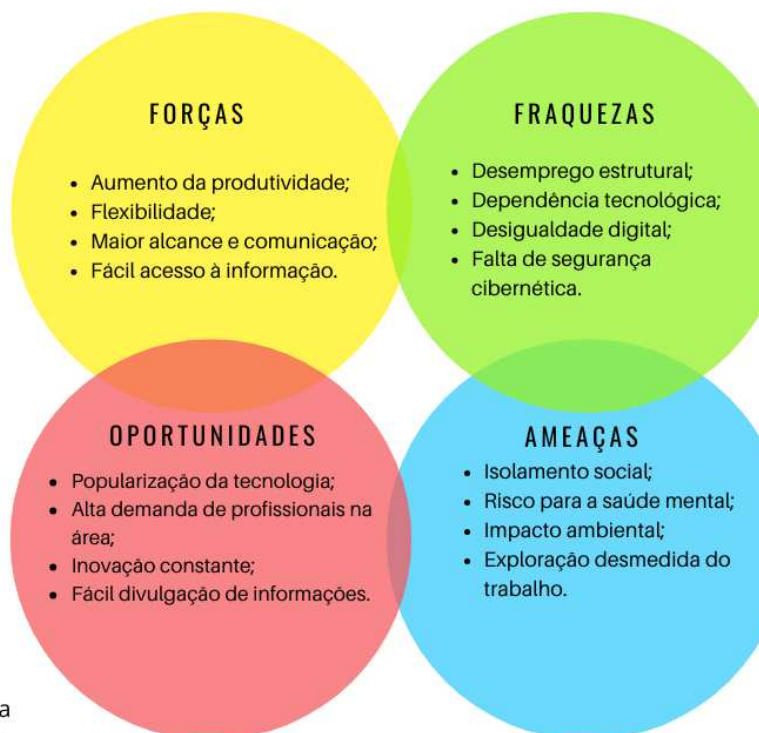 FORÇAS
• Aumento da produtividade;
• Flexibilidade;
• Maior alcance e comunicação;
• Fácil acesso à informação.
FRAQUEZAS
• Desemprego estrutural;
• Dependência tecnológica;
• Desigualdade digital;
• Falta de segurança
cibernética.
OPORTUNIDADES
• Popularização da tecnologia;
• Alta demanda de profissionais na
área;
• Inovação constante;
• Fácil divulgação de informações.
AMEAÇAS
• Isolamento social;
• Risco para a saúde mental;
• Impacto ambiental;
• Exploração desmedida do
trabalho.
a